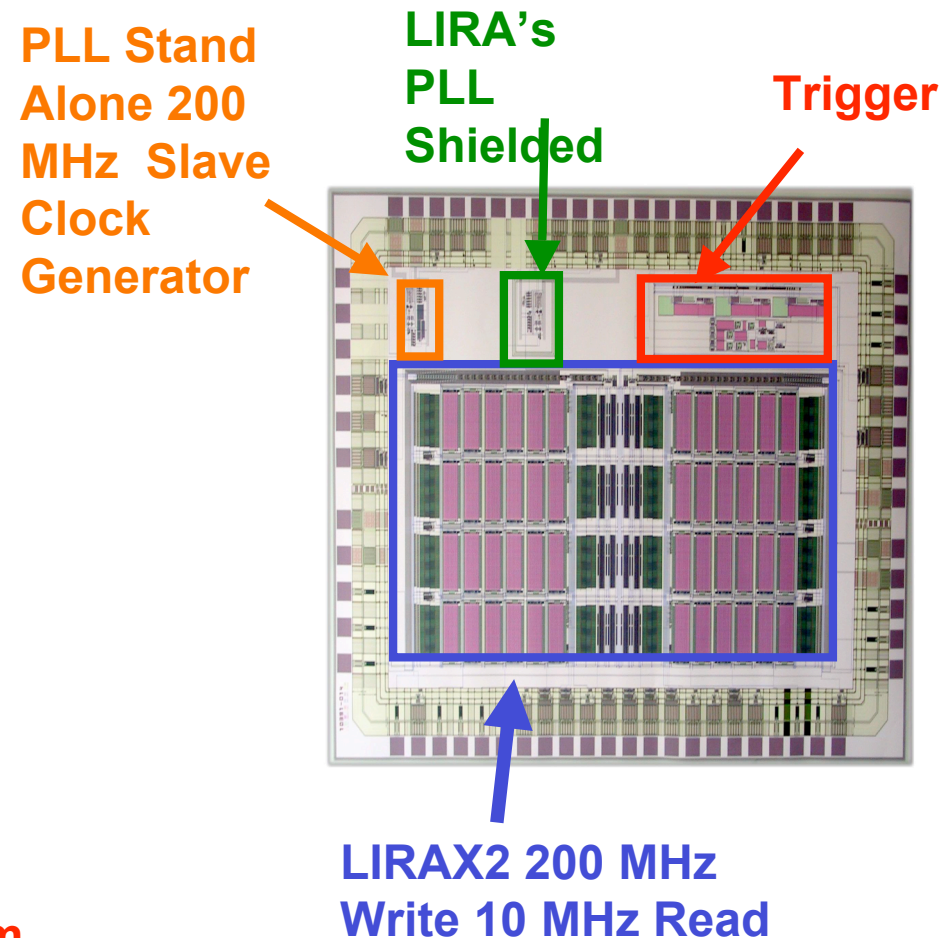 PLL Stand
Alone 200
MHz Slave
Clock
Generator
LIRA's
PLL
Shielded
Trigger
LIRAX2 200 MHz
Write 10 MHz Read